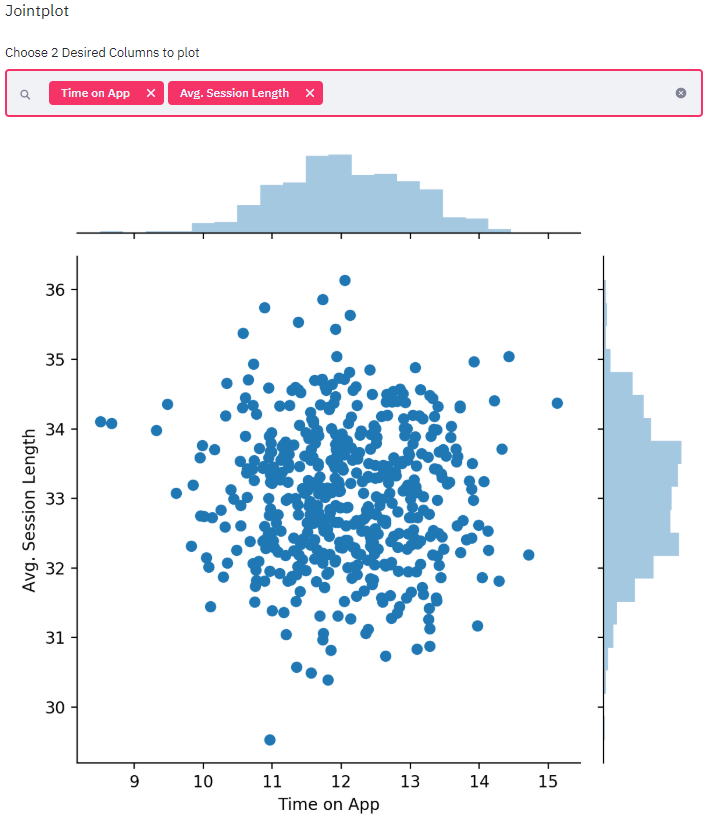 Jointplot
Choose 2 Desired Columns to plot
Time on App Avg. Session Length
36
35
34
33
32
31
30
Avg. Session Length
9 10 11 12 13 14 15
Time on App